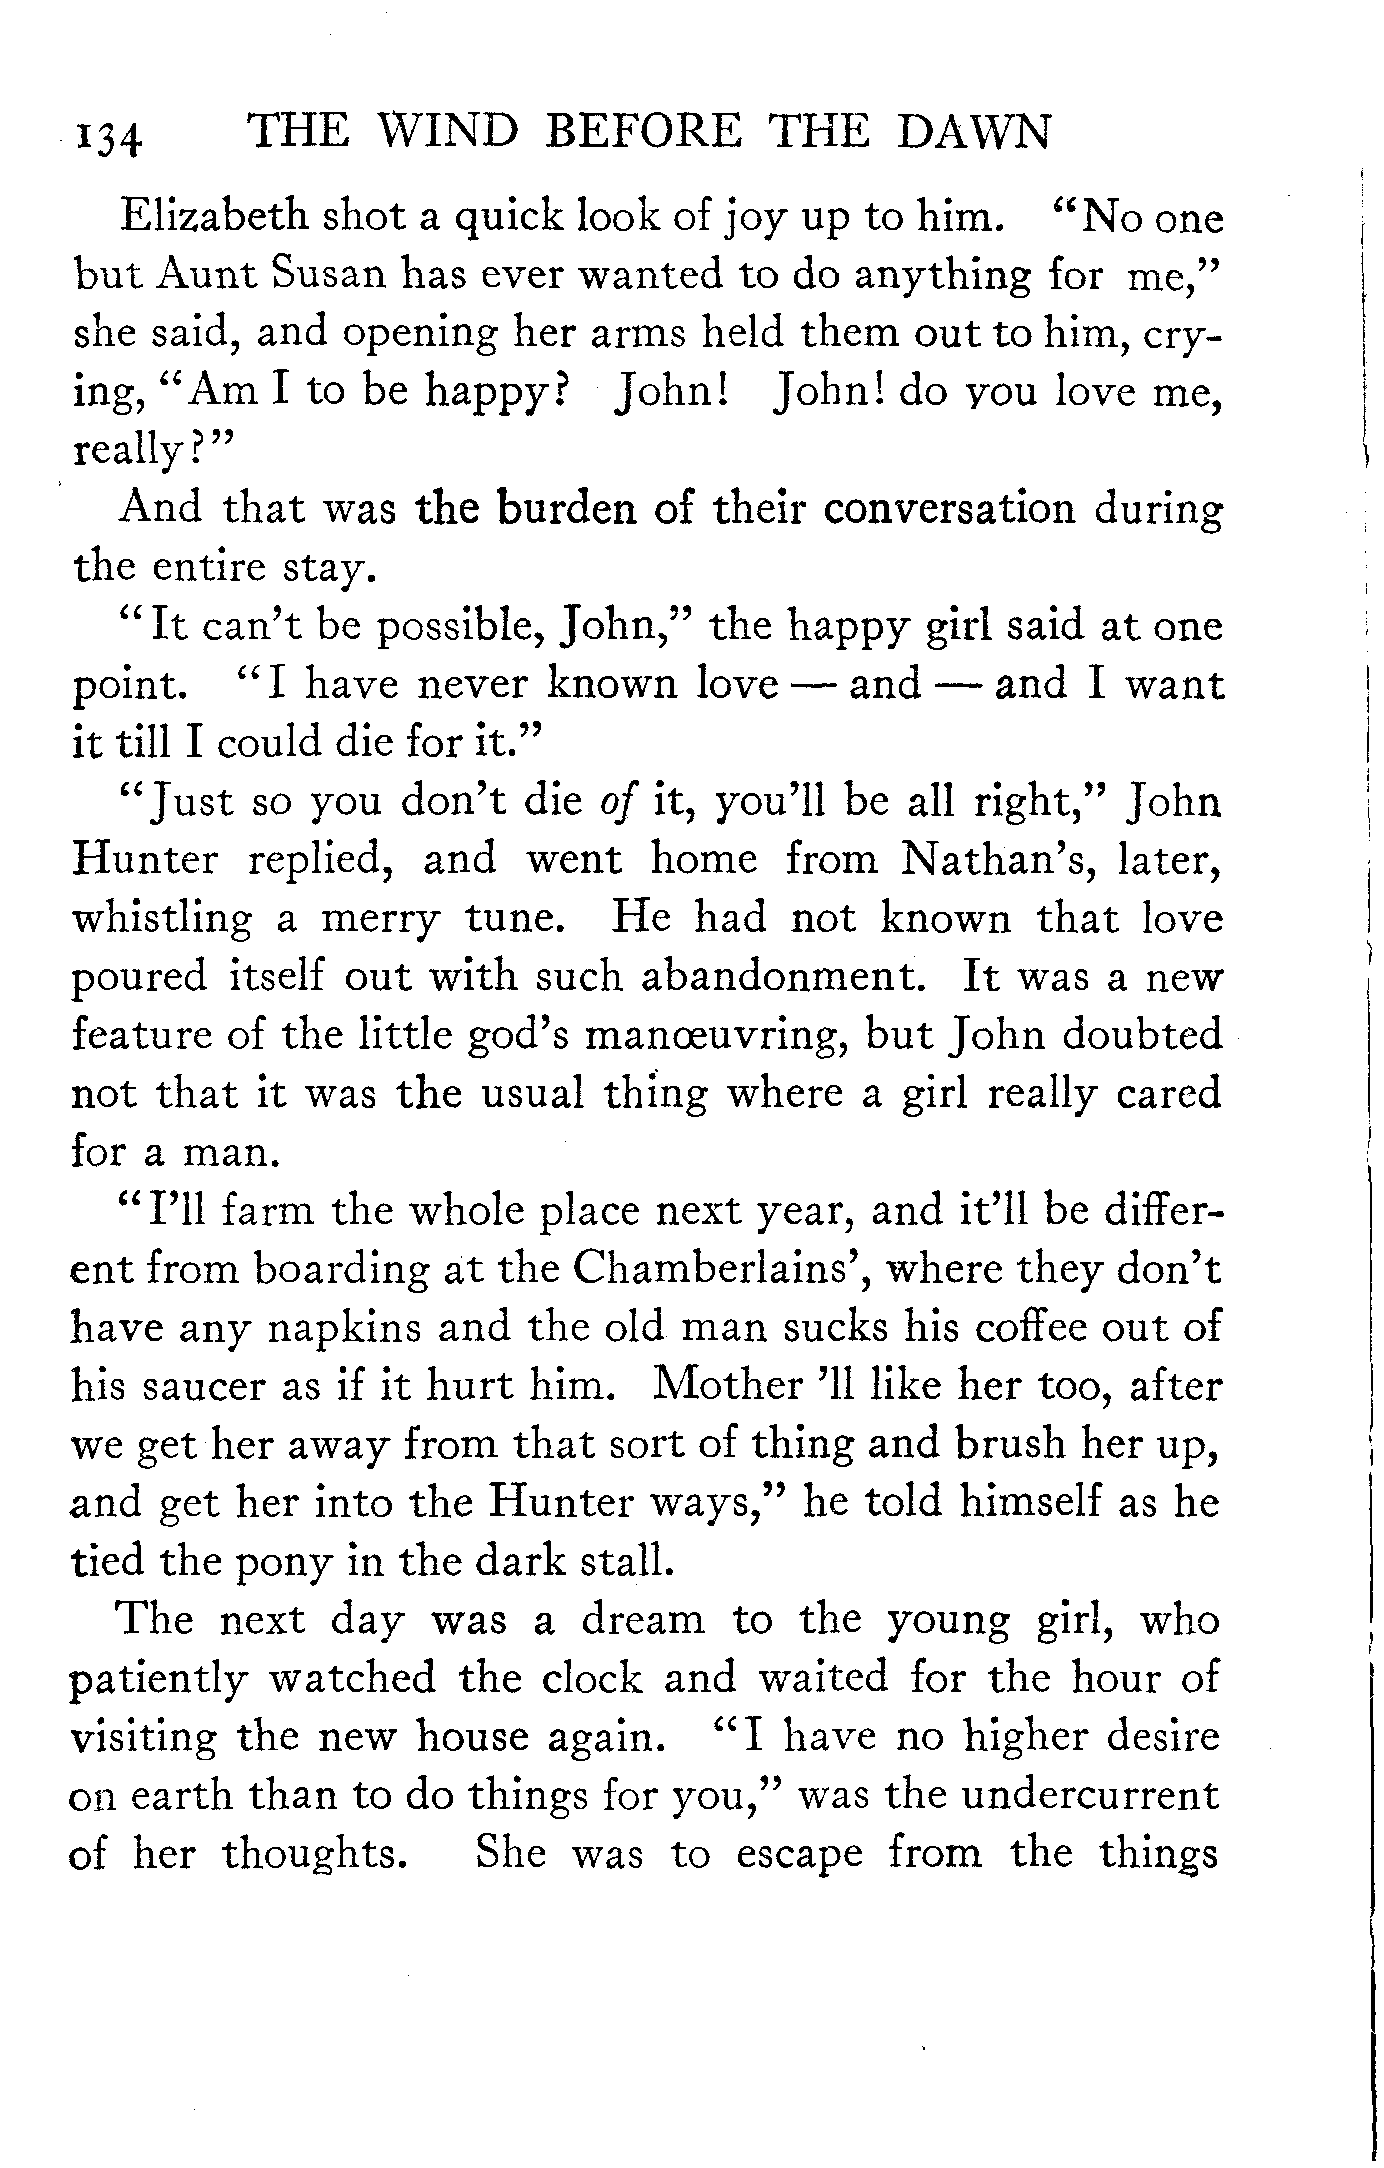 134 THE WIND BEFORE THE DAWN
Elizabeth shot a quick look of joy up to him. "No one
but Aunt Susan has ever wanted to do anything for me,"
she said, and opening her arms held them out to him, cry-
ing, "Am I to be happy? John! John! do you love me,
really?"
And that was the burden of their conversation during
the entire stay.
"It can't be possible, John," the happy girl said at one
point. "I have never known love — and — and I want
it till I could die for it."
"Just so you don't die of it, you'll be all right," John
Hunter replied, and went home from Nathan's, later,
whistling a merry tune. He had not known that love
poured itself out with such abandonment. It was a new
feature of the little god's manœuvring, but John doubted
not that it was the usual thing where a girl really cared
for a man.
"I'll farm the whole place next year, and it'll be differ-
ent from boarding at the Chamberlains', where they don't
have any napkins and the old man sucks his coffee out of
his saucer as if it hurt him. Mother 'll like her too, after
we get her away from that sort of thing and brush her up,
and get her into the Hunter ways," he told himself as he
tied the pony in the dark stall.
The next day was a dream to the young girl, who
patiently watched the clock and waited for the hour of
visiting the new house again. "I have no higher desire
on earth than to do things for you," was the undercurrent
of her thoughts. She was to escape from the things